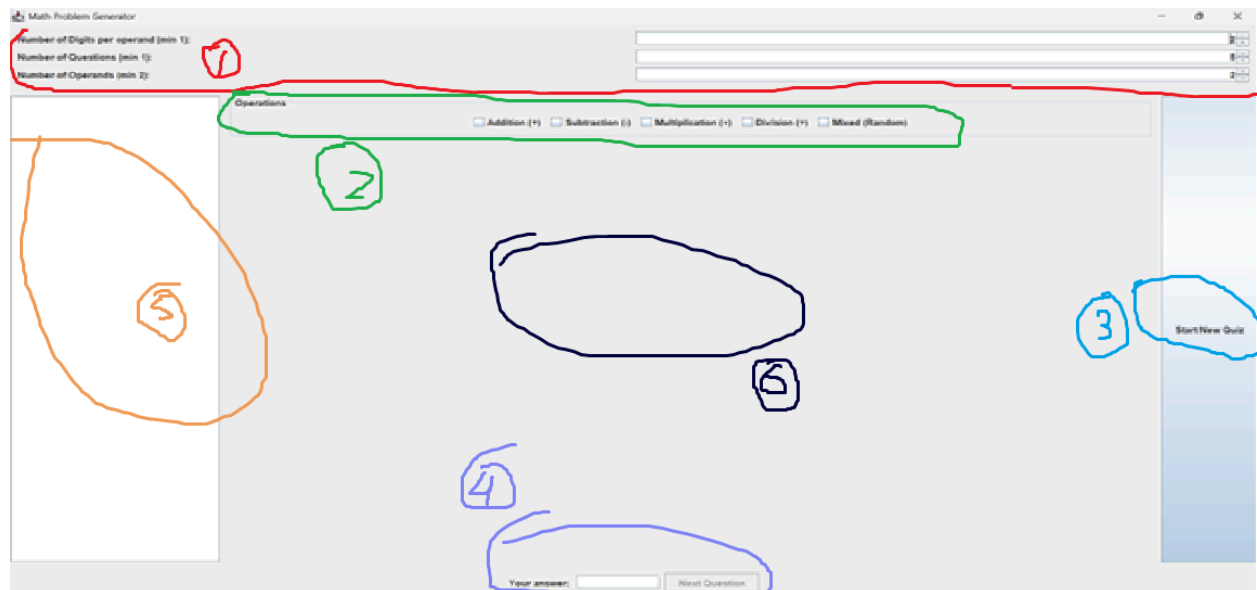 Math Problem Generator
Number of Digits per operand (min 1):
Number of Questions (min 1): 5
Number of Operands (min 2): 2
1
Operations
Addition (+) Subtraction (-) Multiplication (×) Division (÷) Mixed (Random)
2
5
3
Start New Quiz
6
4
Your answer: Next Question